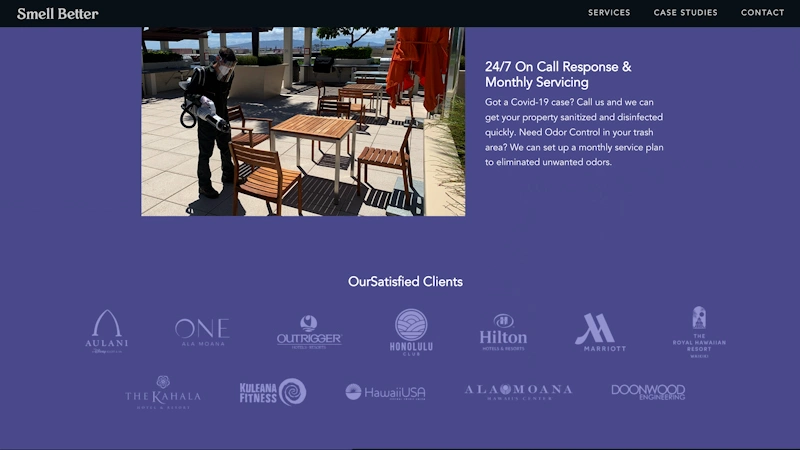 Smell Better
SERVICES CASE STUDIES CONTACT
24/7 On Call Response &
Monthly Servicing
Got a Covid-19 case? Call us and we can
get your property sanitized and disinfected
quickly. Need Odor Control in your trash
area? We can set up a monthly service plan
to eliminated unwanted odors.
OurSatisfied Clients
AULANI
ONE
ALA MOANA
OUTRIGGER
HOTELS · RESORTS
HONOLULU
CLUB
Hilton
HOTELS & RESORTS
MARRIOTT
THE
ROYAL HAWAIIAN
RESORT
WAIKIKI
THE KAHALA
HOTEL & RESORT
KULEANA
FITNESS
HawaiiUSA
FEDERAL CREDIT UNION
ALA MOANA
HAWAII'S CENTER
DOONWOOD
ENGINEERING